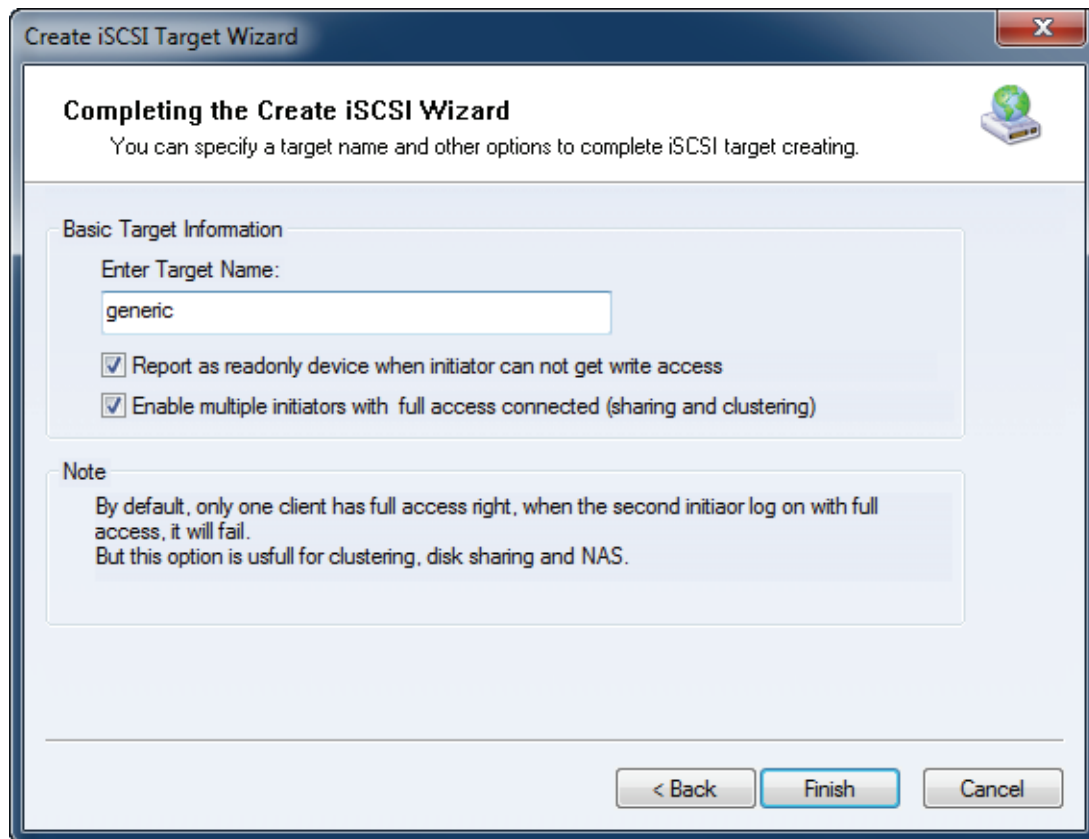 Create iSCSI Target Wizard
Completing the Create iSCSI Wizard
You can specify a target name and other options to complete iSCSI target creating.
Basic Target Information
Enter Target Name:
generic
Report as readonly device when initiator can not get write access
Enable multiple initiators with full access connected (sharing and clustering)
Note
By default, only one client has full access right, when the second initiaor log on with full
access, it will fail.
But this option is usfull for clustering, disk sharing and NAS.
< Back
Finish
Cancel